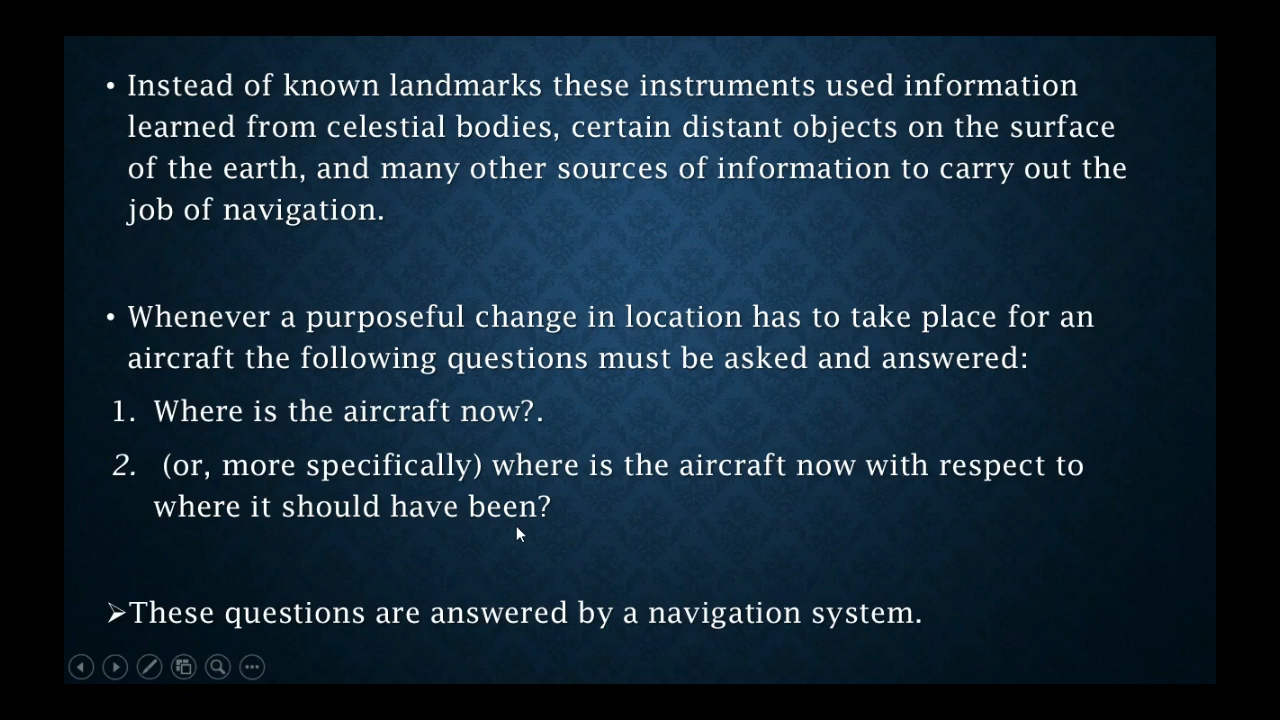 • Instead of known landmarks these instruments used information
learned from celestial bodies, certain distant objects on the surface
of the earth, and many other sources of information to carry out the
job of navigation.
• Whenever a purposeful change in location has to take place for an
aircraft the following questions must be asked and answered:
1. Where is the aircraft now?.
2. (or, more specifically) where is the aircraft now with respect to
where it should have been?
➢These questions are answered by a navigation system.